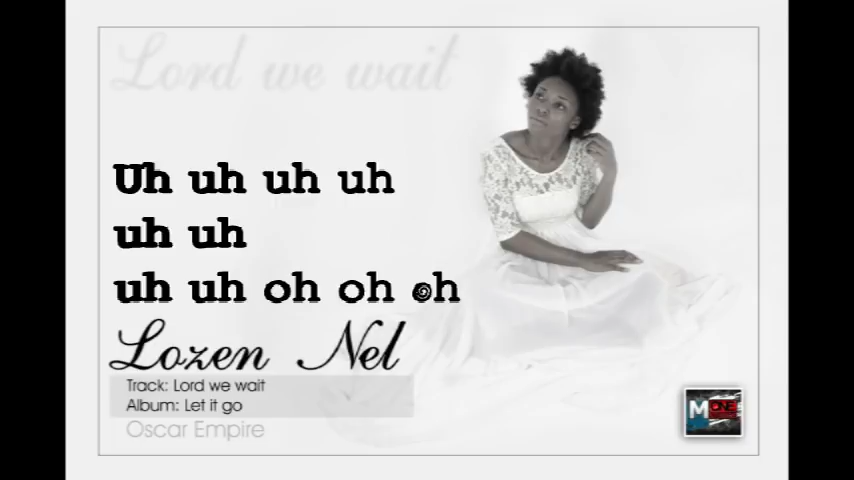 Lord we wait
Uh uh uh uh
uh uh
uh uh oh oh oh
Lozen Nel
Track: Lord we wait
Album: Let it go
Oscar Empire
M ONE